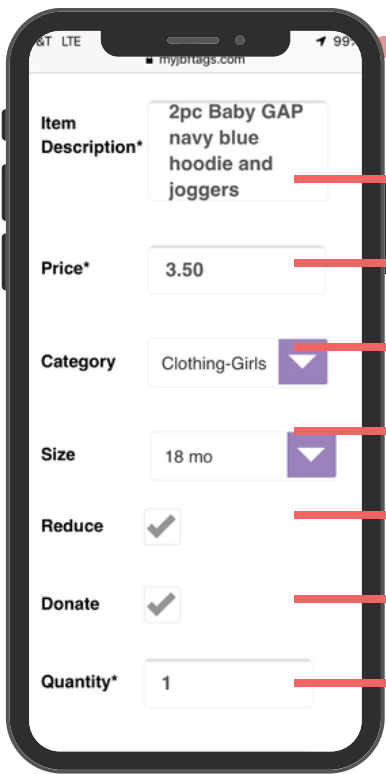 &T LTE 99%
myjbftags.com
Item
Description*
2pc Baby GAP
navy blue
hoodie and
joggers
Price*
3.50
Category
Clothing-Girls
Size
18 mo
Reduce
Donate
Quantity*
1